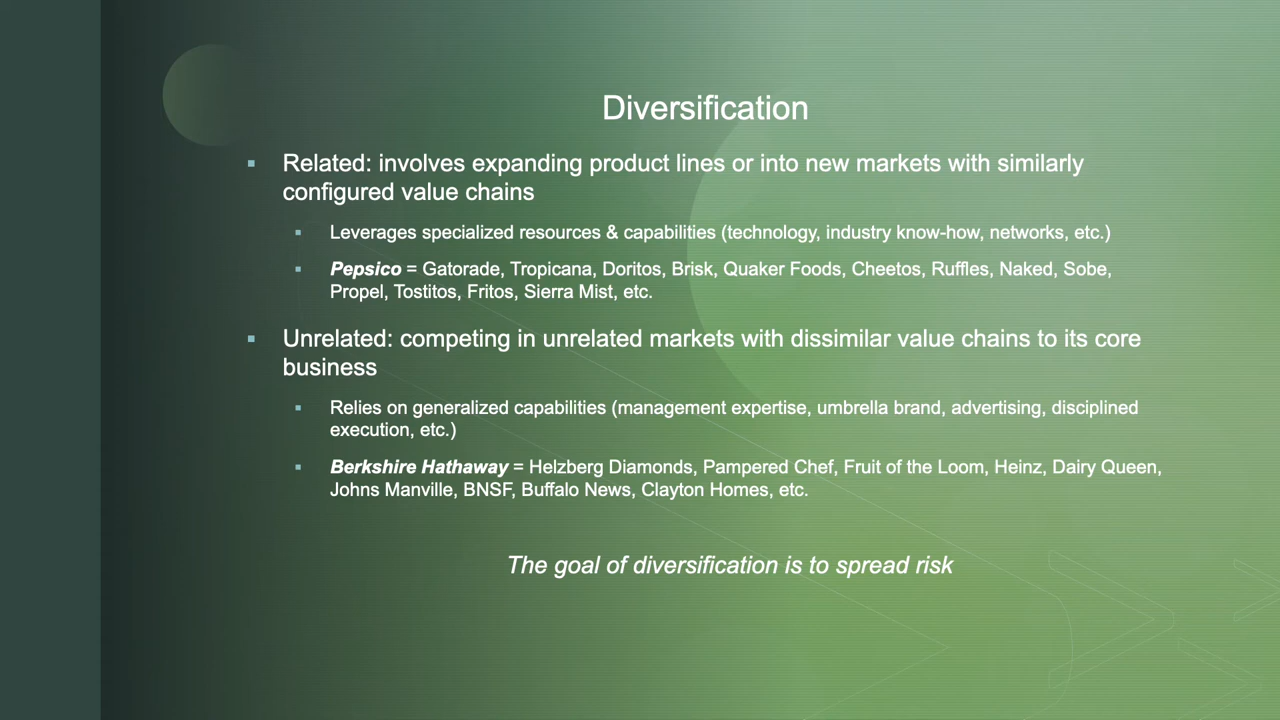 Diversification
▪ Related: involves expanding product lines or into new markets with similarly
configured value chains
▪ Leverages specialized resources & capabilities (technology, industry know-how, networks, etc.)
▪ Pepsico = Gatorade, Tropicana, Doritos, Brisk, Quaker Foods, Cheetos, Ruffles, Naked, Sobe,
Propel, Tostitos, Fritos, Sierra Mist, etc.
▪ Unrelated: competing in unrelated markets with dissimilar value chains to its core
business
▪ Relies on generalized capabilities (management expertise, umbrella brand, advertising, disciplined
execution, etc.)
▪ Berkshire Hathaway = Helzberg Diamonds, Pampered Chef, Fruit of the Loom, Heinz, Dairy Queen,
Johns Manville, BNSF, Buffalo News, Clayton Homes, etc.
The goal of diversification is to spread risk